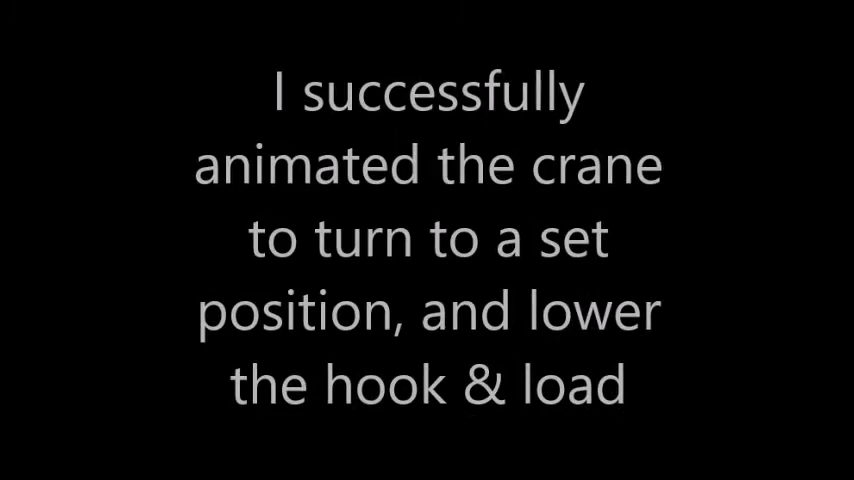 I successfully
animated the crane
to turn to a set
position, and lower
the hook & load